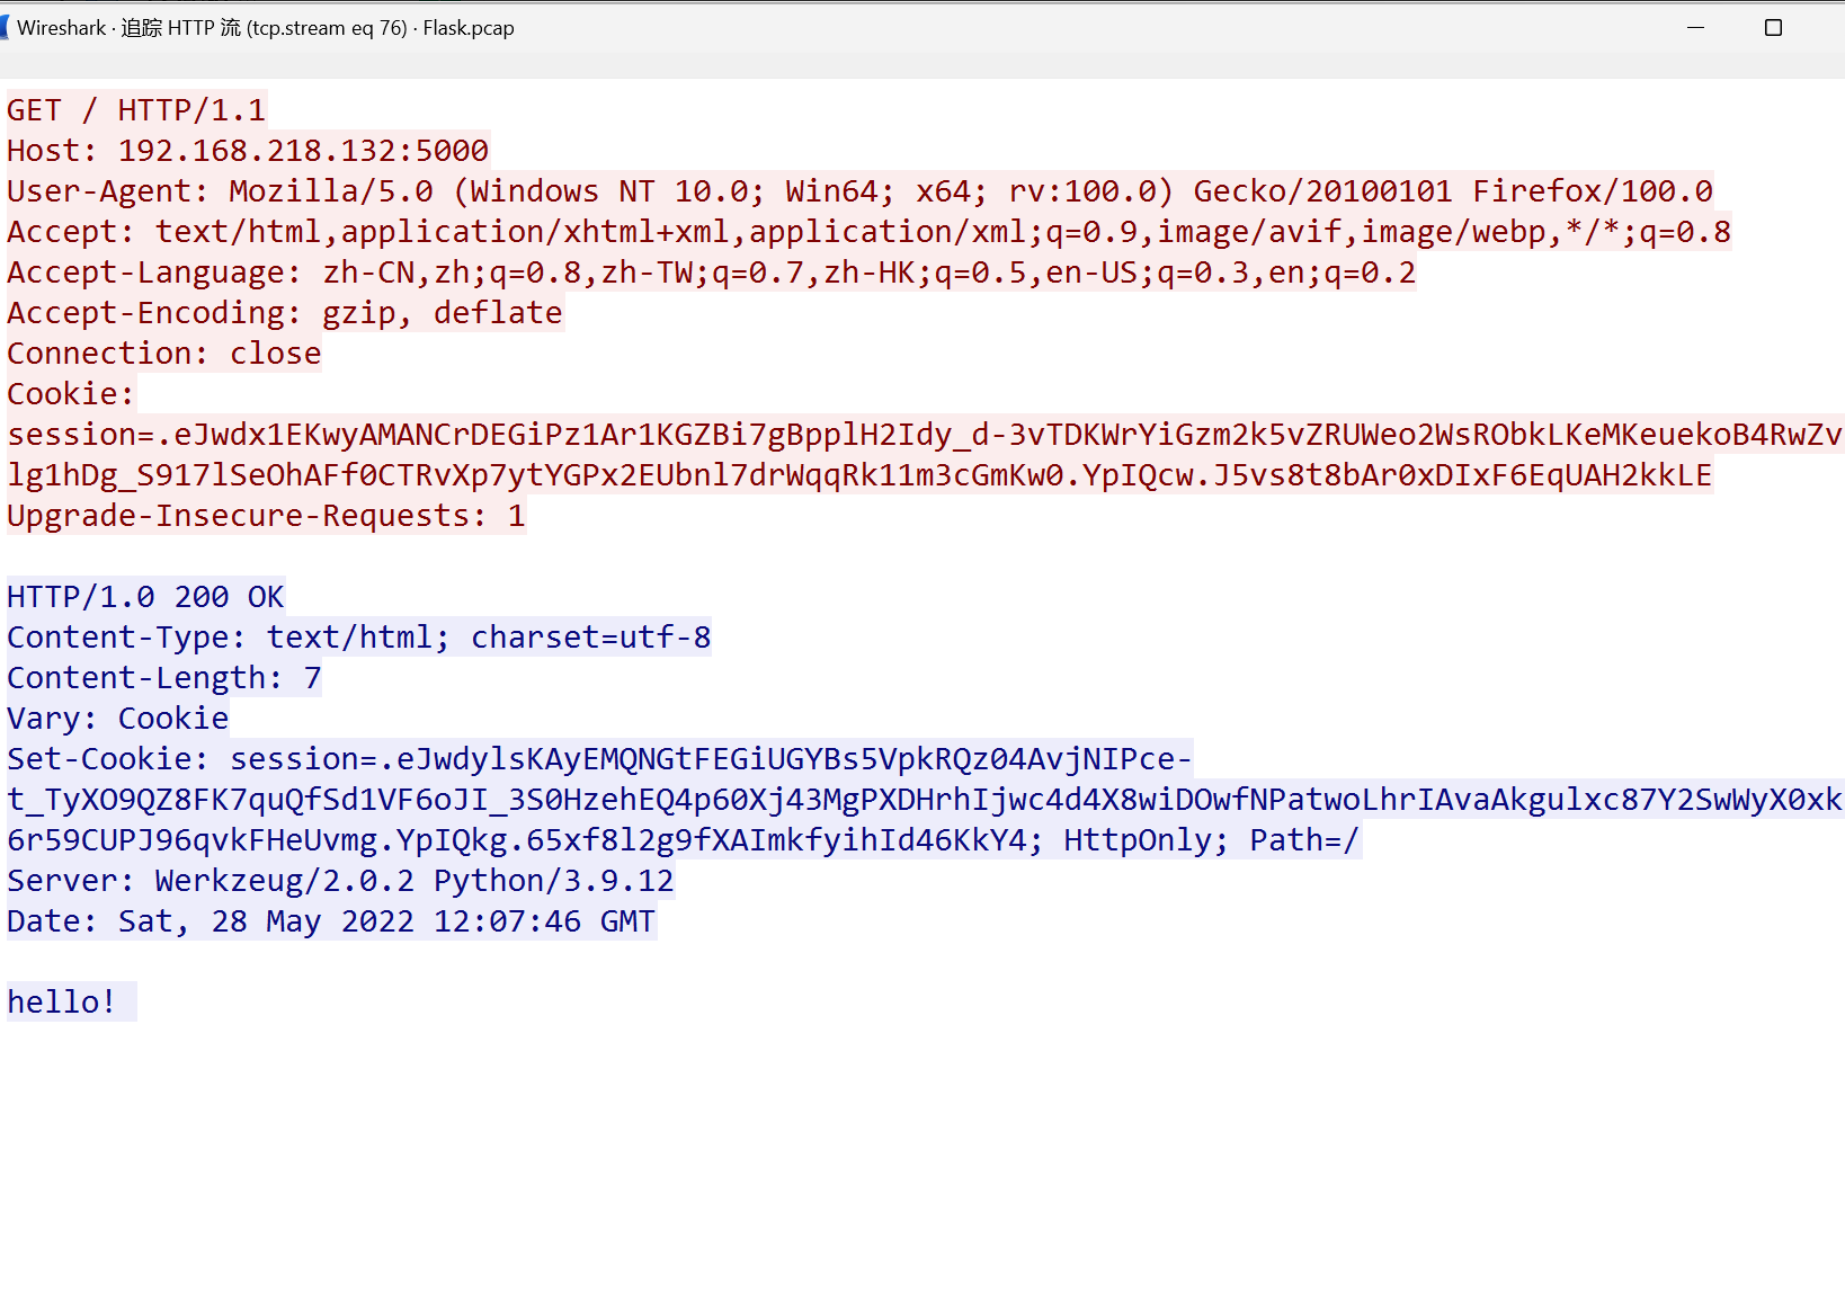 Wireshark · 追踪 HTTP 流 (tcp.stream eq 76) · Flask.pcap
GET / HTTP/1.1
Host: 192.168.218.132:5000
User-Agent: Mozilla/5.0 (Windows NT 10.0; Win64; x64; rv:100.0) Gecko/20100101 Firefox/100.0
Accept: text/html,application/xhtml+xml,application/xml;q=0.9,image/avif,image/webp,*/*;q=0.8
Accept-Language: zh-CN,zh;q=0.8,zh-TW;q=0.7,zh-HK;q=0.5,en-US;q=0.3,en;q=0.2
Accept-Encoding: gzip, deflate
Connection: close
Cookie:
session=.eJwdx1EKwyAMANCrDEGiPz1Ar1KGZBi7gBpplH2Idy_d-3vTDKWrYiGzm2k5vZRUWeo2WsRObkLKeMKeuekoB4RwZv
lg1hDg_S917lSeOhAFf0CTRvXp7ytYGPx2EUbnl7drWqqRk11m3cGmKw0.YpIQcw.J5vs8t8bAr0xDIxF6EqUAH2kkLE
Upgrade-Insecure-Requests: 1
HTTP/1.0 200 OK
Content-Type: text/html; charset=utf-8
Content-Length: 7
Vary: Cookie
Set-Cookie: session=.eJwdylsKAyEMQNGtFEGiUGYBs5VpkRQz04AvjNIPce-
t_TyXO9QZ8FK7quQfSd1VF6oJI_3S0HzehEQ4p60Xj43MgPXDHrhIjwc4d4X8wiDOwfNPatwoLhrIAvaAkgulxc87Y2SwWyX0xk
6r59CUPJ96qvkFHeUvmg.YpIQkg.65xf8l2g9fXAImkfyihId46KkY4; HttpOnly; Path=/
Server: Werkzeug/2.0.2 Python/3.9.12
Date: Sat, 28 May 2022 12:07:46 GMT
hello!